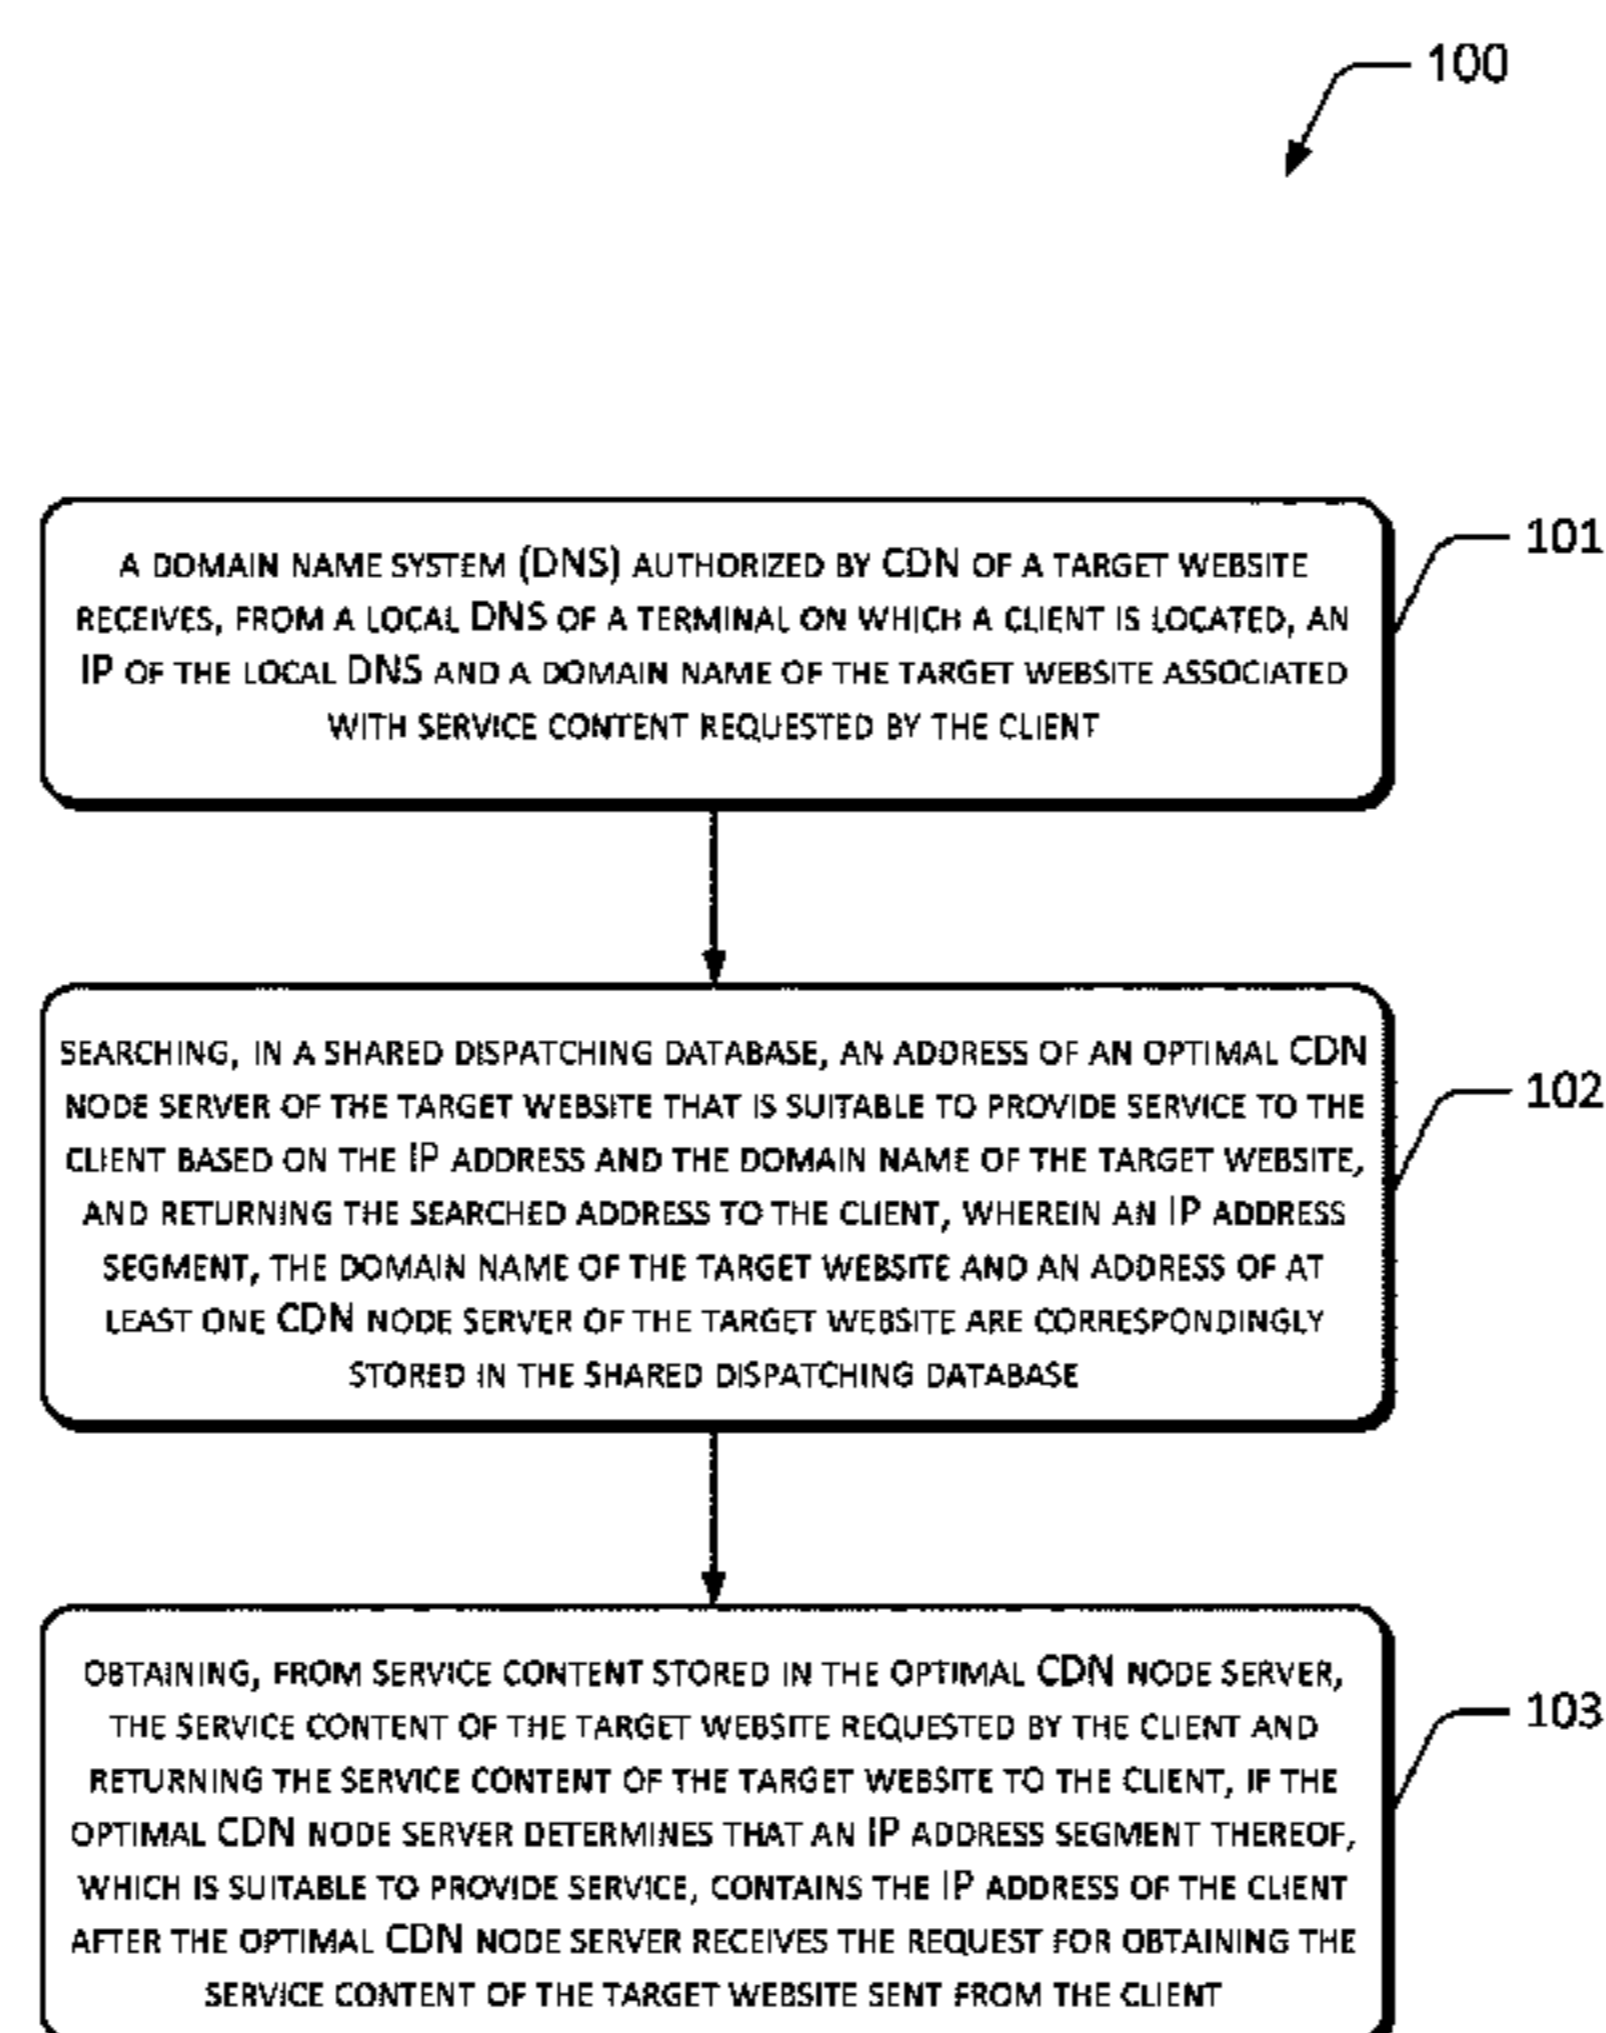 100
A DOMAIN NAME SYSTEM (DNS) AUTHORIZED BY CDN OF A TARGET WEBSITE
RECEIVES, FROM A LOCAL DNS OF A TERMINAL ON WHICH A CLIENT IS LOCATED, AN
IP OF THE LOCAL DNS AND A DOMAIN NAME OF THE TARGET WEBSITE ASSOCIATED
WITH SERVICE CONTENT REQUESTED BY THE CLIENT
101
SEARCHING, IN A SHARED DISPATCHING DATABASE, AN ADDRESS OF AN OPTIMAL CDN
NODE SERVER OF THE TARGET WEBSITE THAT IS SUITABLE TO PROVIDE SERVICE TO THE
CLIENT BASED ON THE IP ADDRESS AND THE DOMAIN NAME OF THE TARGET WEBSITE,
AND RETURNING THE SEARCHED ADDRESS TO THE CLIENT, WHEREIN AN IP ADDRESS
SEGMENT, THE DOMAIN NAME OF THE TARGET WEBSITE AND AN ADDRESS OF AT
LEAST ONE CDN NODE SERVER OF THE TARGET WEBSITE ARE CORRESPONDINGLY
STORED IN THE SHARED DISPATCHING DATABASE
102
OBTAINING, FROM SERVICE CONTENT STORED IN THE OPTIMAL CDN NODE SERVER,
THE SERVICE CONTENT OF THE TARGET WEBSITE REQUESTED BY THE CLIENT AND
RETURNING THE SERVICE CONTENT OF THE TARGET WEBSITE TO THE CLIENT, IF THE
OPTIMAL CDN NODE SERVER DETERMINES THAT AN IP ADDRESS SEGMENT THEREOF,
WHICH IS SUITABLE TO PROVIDE SERVICE, CONTAINS THE IP ADDRESS OF THE CLIENT
AFTER THE OPTIMAL CDN NODE SERVER RECEIVES THE REQUEST FOR OBTAINING THE
SERVICE CONTENT OF THE TARGET WEBSITE SENT FROM THE CLIENT
103